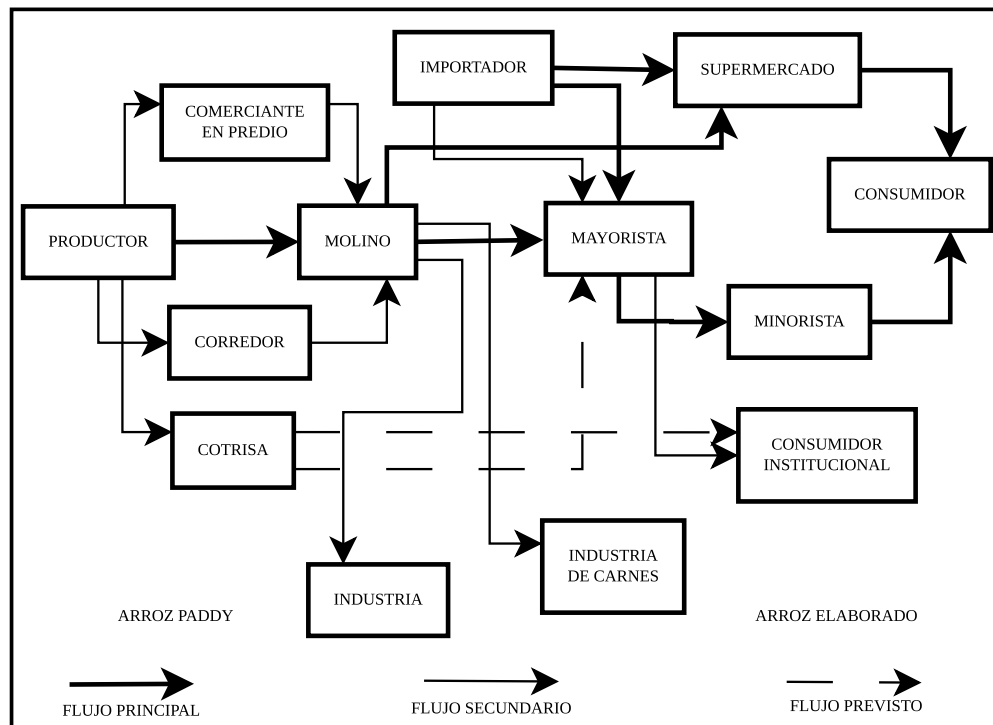 IMPORTADOR
SUPERMERCADO
COMERCIANTE
EN PREDIO
CONSUMIDOR
PRODUCTOR
MOLINO
MAYORISTA
CORREDOR
MINORISTA
COTRISA
CONSUMIDOR
INSTITUCIONAL
INDUSTRIA
DE CARNES
INDUSTRIA
ARROZ PADDY
ARROZ ELABORADO
FLUJO PRINCIPAL
FLUJO SECUNDARIO
FLUJO PREVISTO